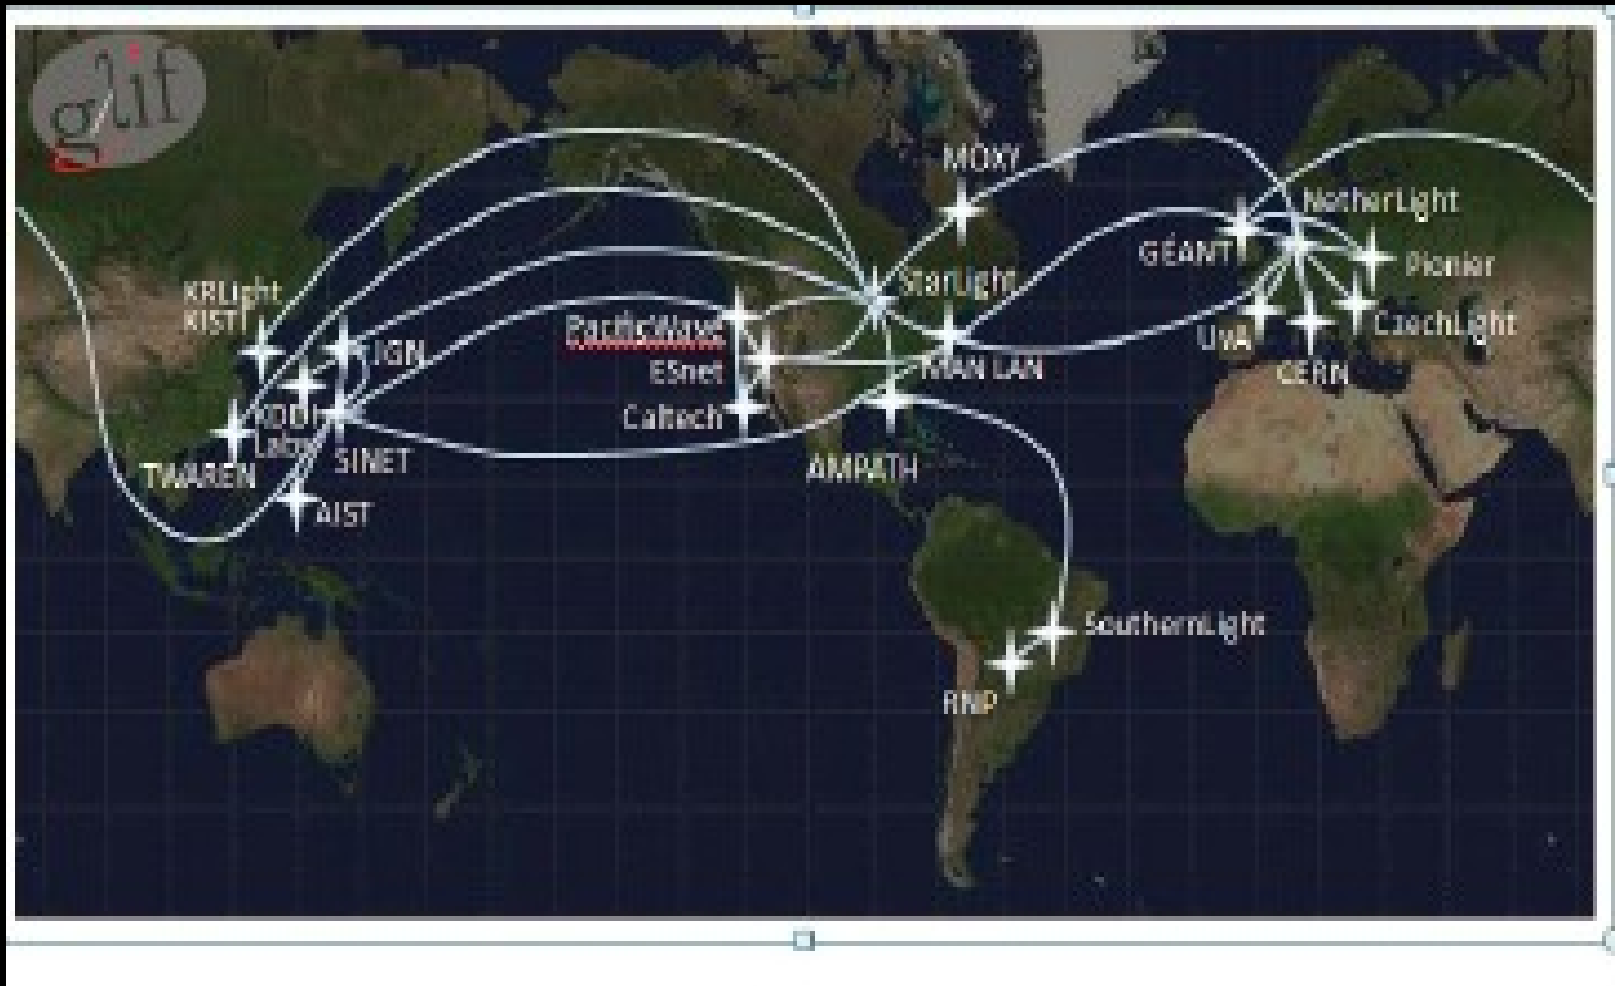 glif
MOXY
NetherLight
GÉANT
Pionier
StarLight
KRLight
KISTI
PacificWave
CzechLight
UvA
JGN
ESnet
MAN LAN
CERN
KDDI
Labs
Caltech
SINET
TWAREN
AMPATH
AIST
SouthernLight
RNP